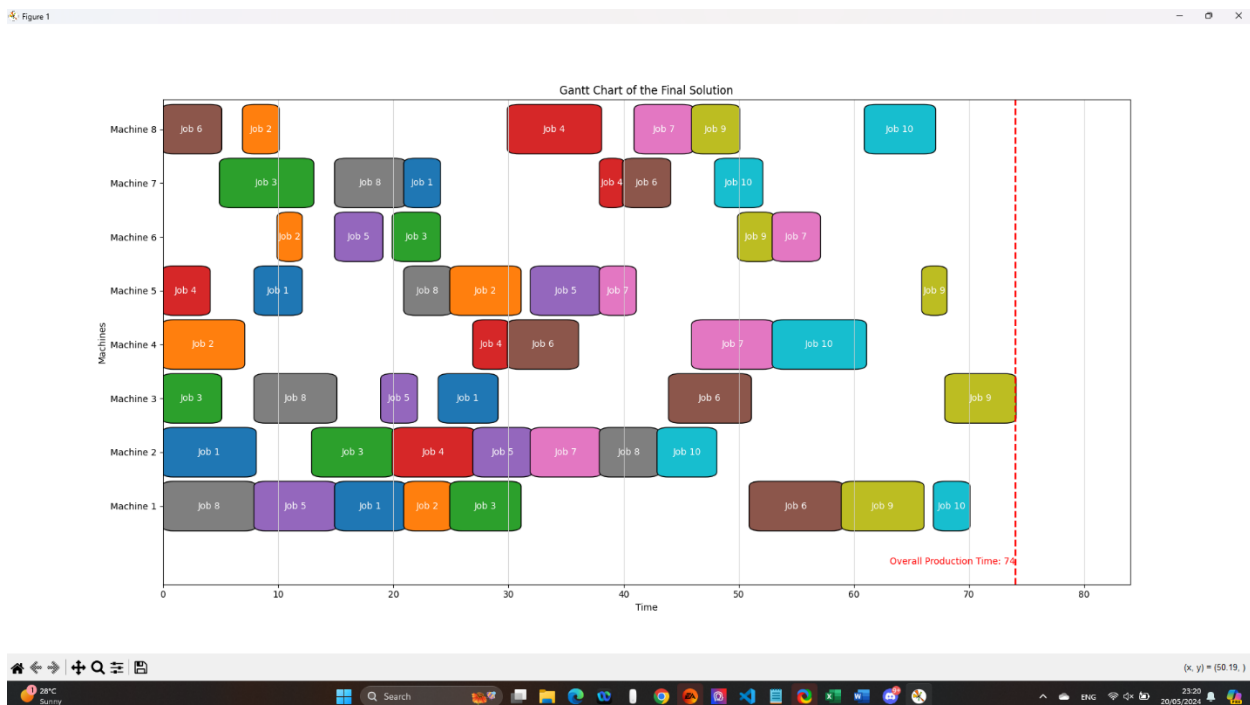 Figure 1
Gantt Chart of the Final Solution
Machine 8
Job 6
Job 2
Job 4
Job 7
Job 9
Job 10
Machine 7
Job 3
Job 8
Job 1
Job 4
Job 6
Job 10
Machine 6
Job 2
Job 5
Job 3
Job 9
Job 7
Machine 5
Job 4
Job 1
Job 8
Job 2
Job 5
Job 7
Job 9
Machines
Machine 4
Job 2
Job 4
Job 6
Job 7
Job 10
Machine 3
Job 3
Job 8
Job 5
Job 1
Job 6
Job 9
Machine 2
Job 1
Job 3
Job 4
Job 5
Job 7
Job 8
Job 10
Machine 1
Job 8
Job 5
Job 1
Job 2
Job 3
Job 6
Job 9
Job 10
Overall Production Time: 74
0 10 20 30 40 50 60 70 80
Time
(x, y) = (50.19, )
1
28°C
Sunny
Search
ENG
23:20
20/05/2024